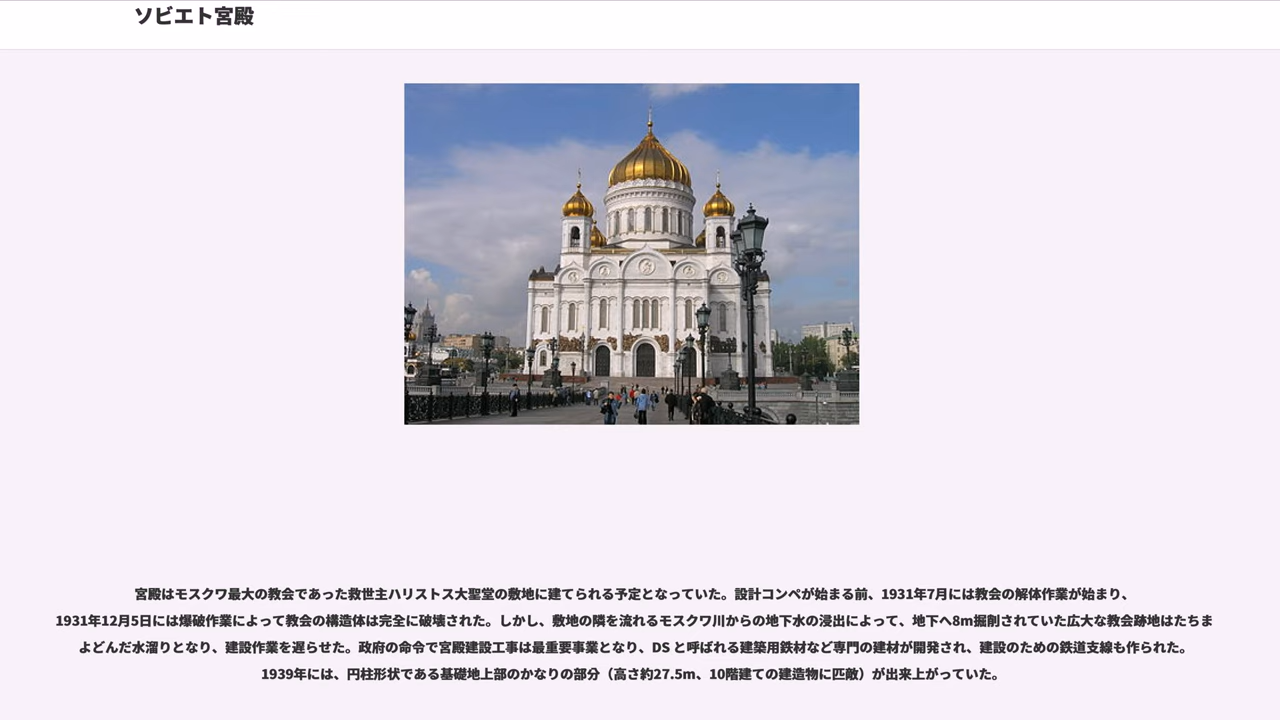 ソビエト宮殿
宮殿はモスクワ最大の教会であった救世主ハリストス大聖堂の敷地に建てられる予定となっていた。設計コンペが始まる前、1931年7月には教会の解体作業が始まり、
1931年12月5日には爆破作業によって教会の構造体は完全に破壊された。しかし、敷地の隣を流れるモスクワ川からの地下水の浸出によって、地下へ8m掘削されていた広大な教会跡地はたちま
よどんだ水溜りとなり、建設作業を遅らせた。政府の命令で宮殿建設工事は最重要事業となり、DS と呼ばれる建築用鉄材など専門の建材が開発され、建設のための鉄道支線も作られた。
1939年には、円柱形状である基礎地上部のかなりの部分（高さ約27.5m、10階建ての建造物に匹敵）が出来上がっていた。